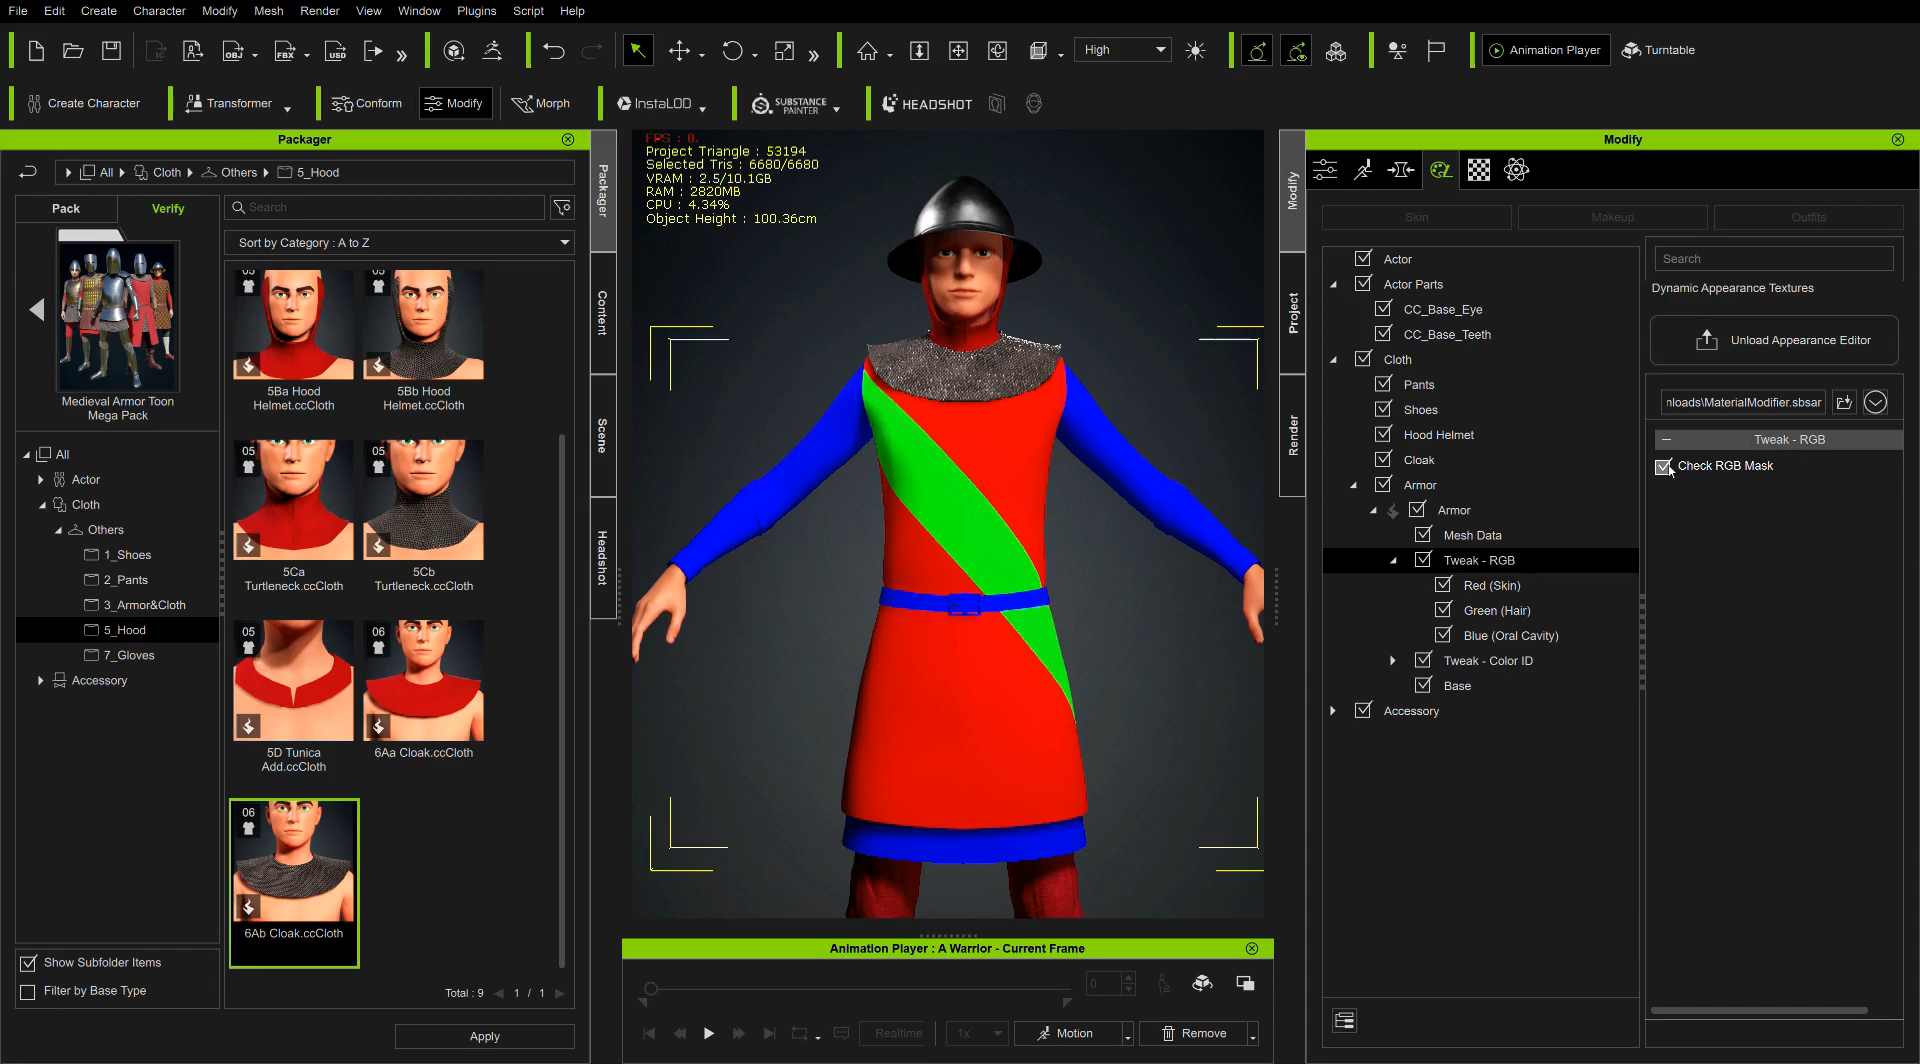 File Edit Create Character Modify Mesh Render View Window Plugins Script Help
OBJ FBX USD High Animation Player Turntable
Create Character Transformer Conform Modify Morph InstaLOD SUBSTANCE PAINTER HEADSHOT
Packager
All Cloth Others 5_Hood
Pack Verify
Search
Sort by Category : A to Z
Medieval Armor Toon
Mega Pack
All
Actor
Cloth
Others
1_Shoes
2_Pants
3_Armor&Cloth
5_Hood
7_Gloves
Accessory
Show Subfolder Items
Filter by Base Type
05
5Ba Hood
Helmet.ccCloth
05
5Bb Hood
Helmet.ccCloth
05
5Ca
Turtleneck.ccCloth
05
5Cb
Turtleneck.ccCloth
05
5D Tunica
Add.ccCloth
06
6Aa Cloak.ccCloth
06
6Ab Cloak.ccCloth
Total : 9 1 / 1
Apply
Packager
Content
Scene
Headshot
FPS : 0.
Project Triangle : 53194
Selected Tris : 6680/6680
VRAM : 2.5/10.1GB
RAM : 2820MB
CPU : 4.34%
Object Height : 100.36cm
Animation Player : A Warrior - Current Frame
0
Realtime 1x Motion Remove
Modify
Project
Render
Modify
Skin Makeup Outfits
Actor
Actor Parts
CC_Base_Eye
CC_Base_Teeth
Cloth
Pants
Shoes
Hood Helmet
Cloak
Armor
Armor
Mesh Data
Tweak - RGB
Red (Skin)
Green (Hair)
Blue (Oral Cavity)
Tweak - Color ID
Base
Accessory
Search
Dynamic Appearance Textures
Unload Appearance Editor
nloads\MaterialModifier.sbsar
Tweak - RGB
Check RGB Mask